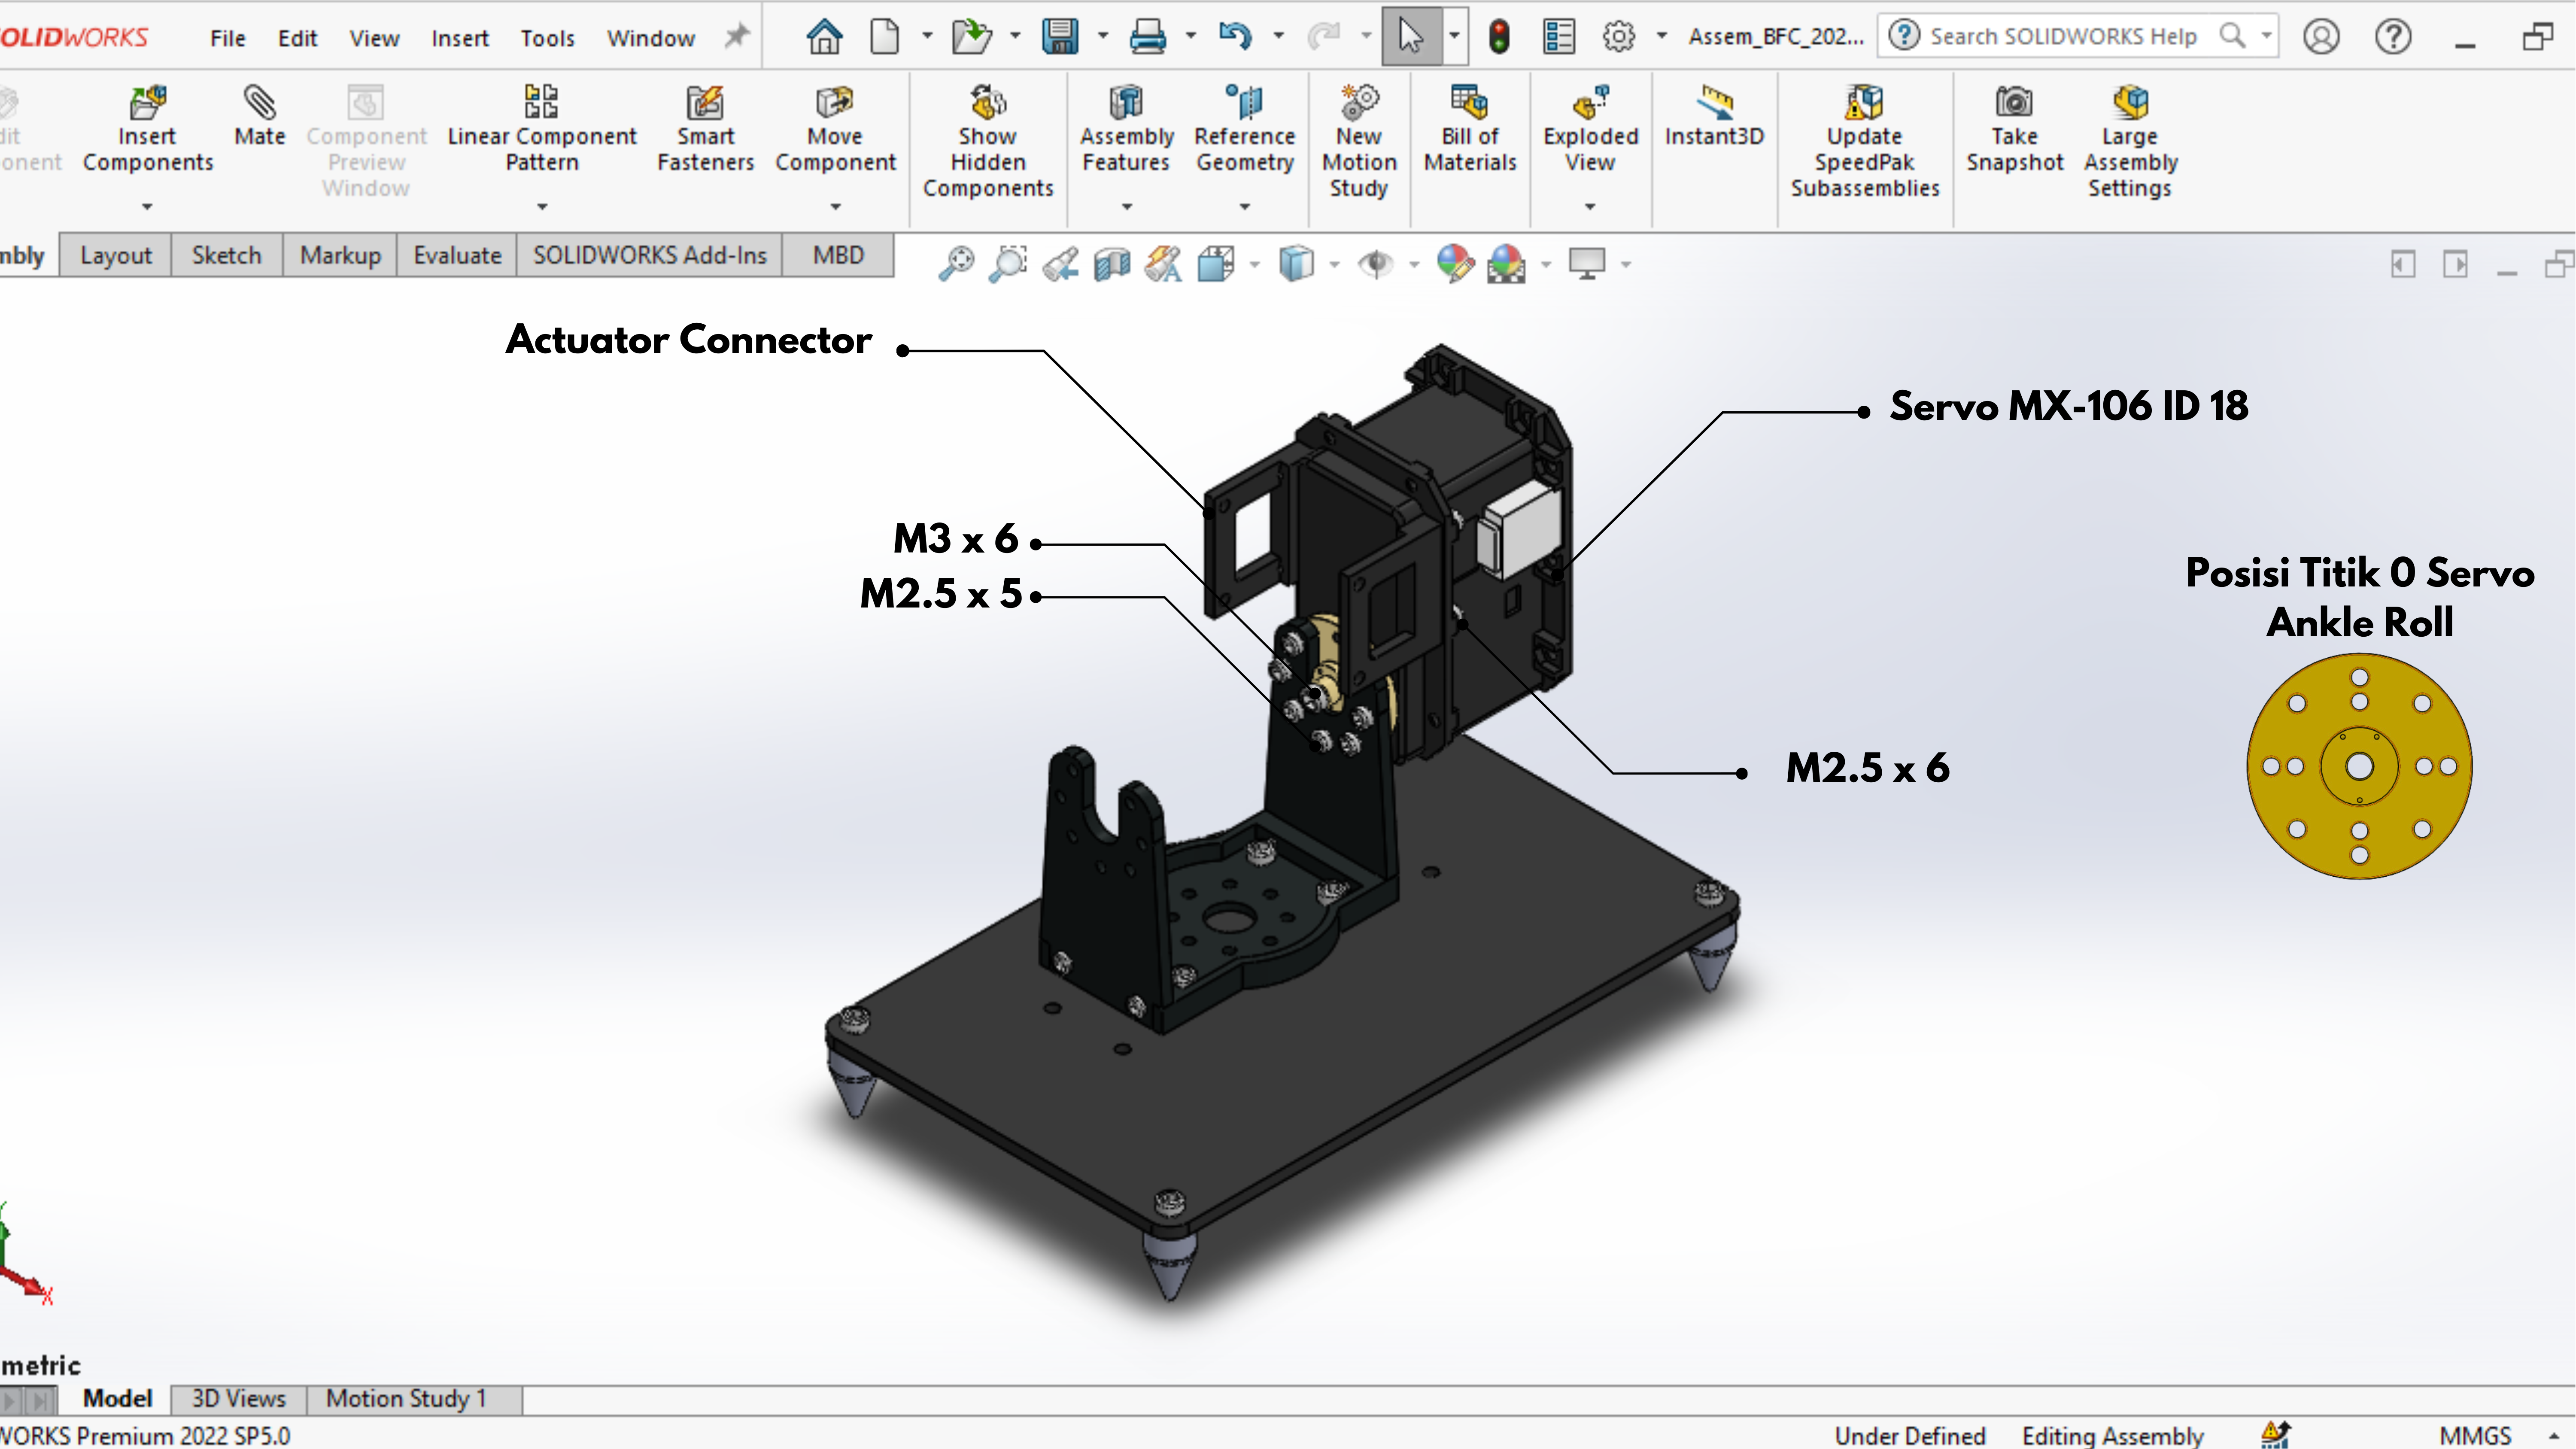 OLIDWORKS File Edit View Insert Tools Window Assem_BFC_202... Search SOLIDWORKS Help
dit
onent
Insert
Components
Mate
Component
Preview
Window
Linear Component
Pattern
Smart
Fasteners
Move
Component
Show
Hidden
Components
Assembly
Features
Reference
Geometry
New
Motion
Study
Bill of
Materials
Exploded
View
Instant3D
Update
SpeedPak
Subassemblies
Take
Snapshot
Large
Assembly
Settings
mbly Layout Sketch Markup Evaluate SOLIDWORKS Add-Ins MBD
Actuator Connector
Servo MX-106 ID 18
M3 x 6
M2.5 x 5
Posisi Titik 0 Servo
Ankle Roll
M2.5 x 6
Y
X
metric
Model 3D Views Motion Study 1
WORKS Premium 2022 SP5.0 Under Defined Editing Assembly MMGS